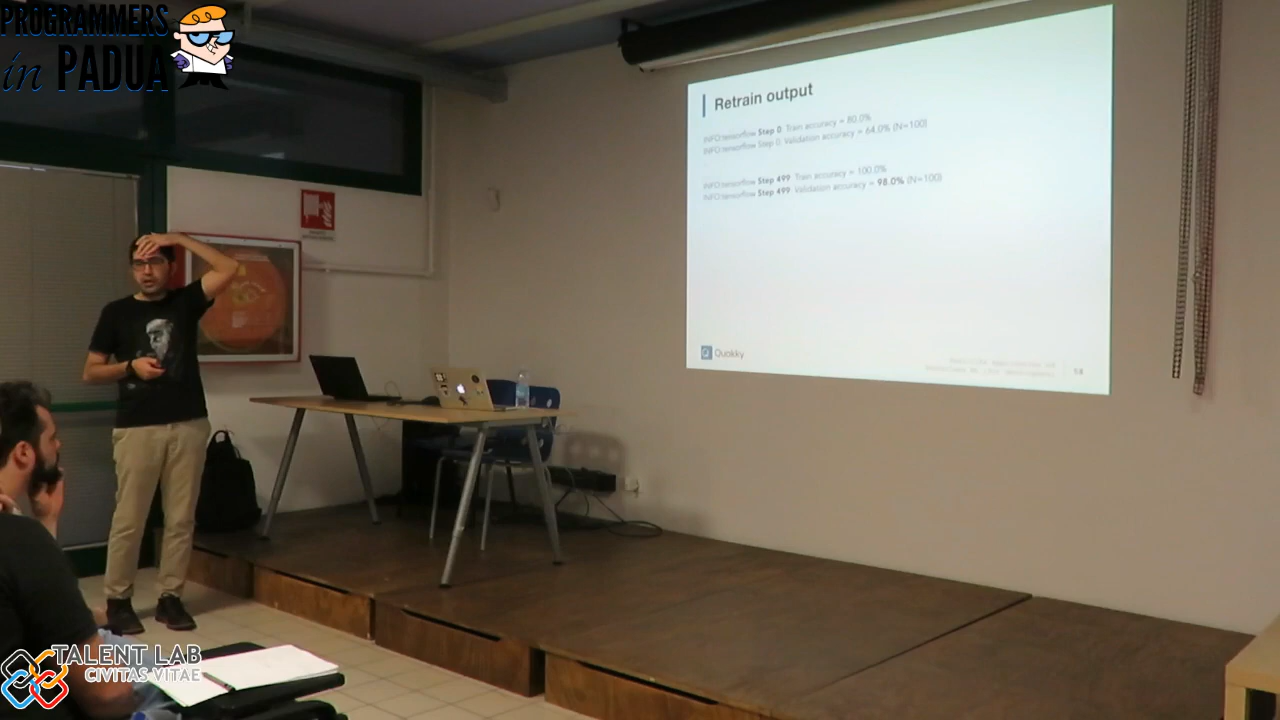 PROGRAMMERS
in PADUA
Retrain output
INFO:tensorflow Step 0: Train accuracy = 80.0%
INFO:tensorflow Step 0: Validation accuracy = 64.0% (N=100)
INFO:tensorflow Step 499: Train accuracy = 100.0%
INFO:tensorflow Step 499: Validation accuracy = 98.0% (N=100)
Quokky
58
TALENT LAB
CIVITAS VITAE